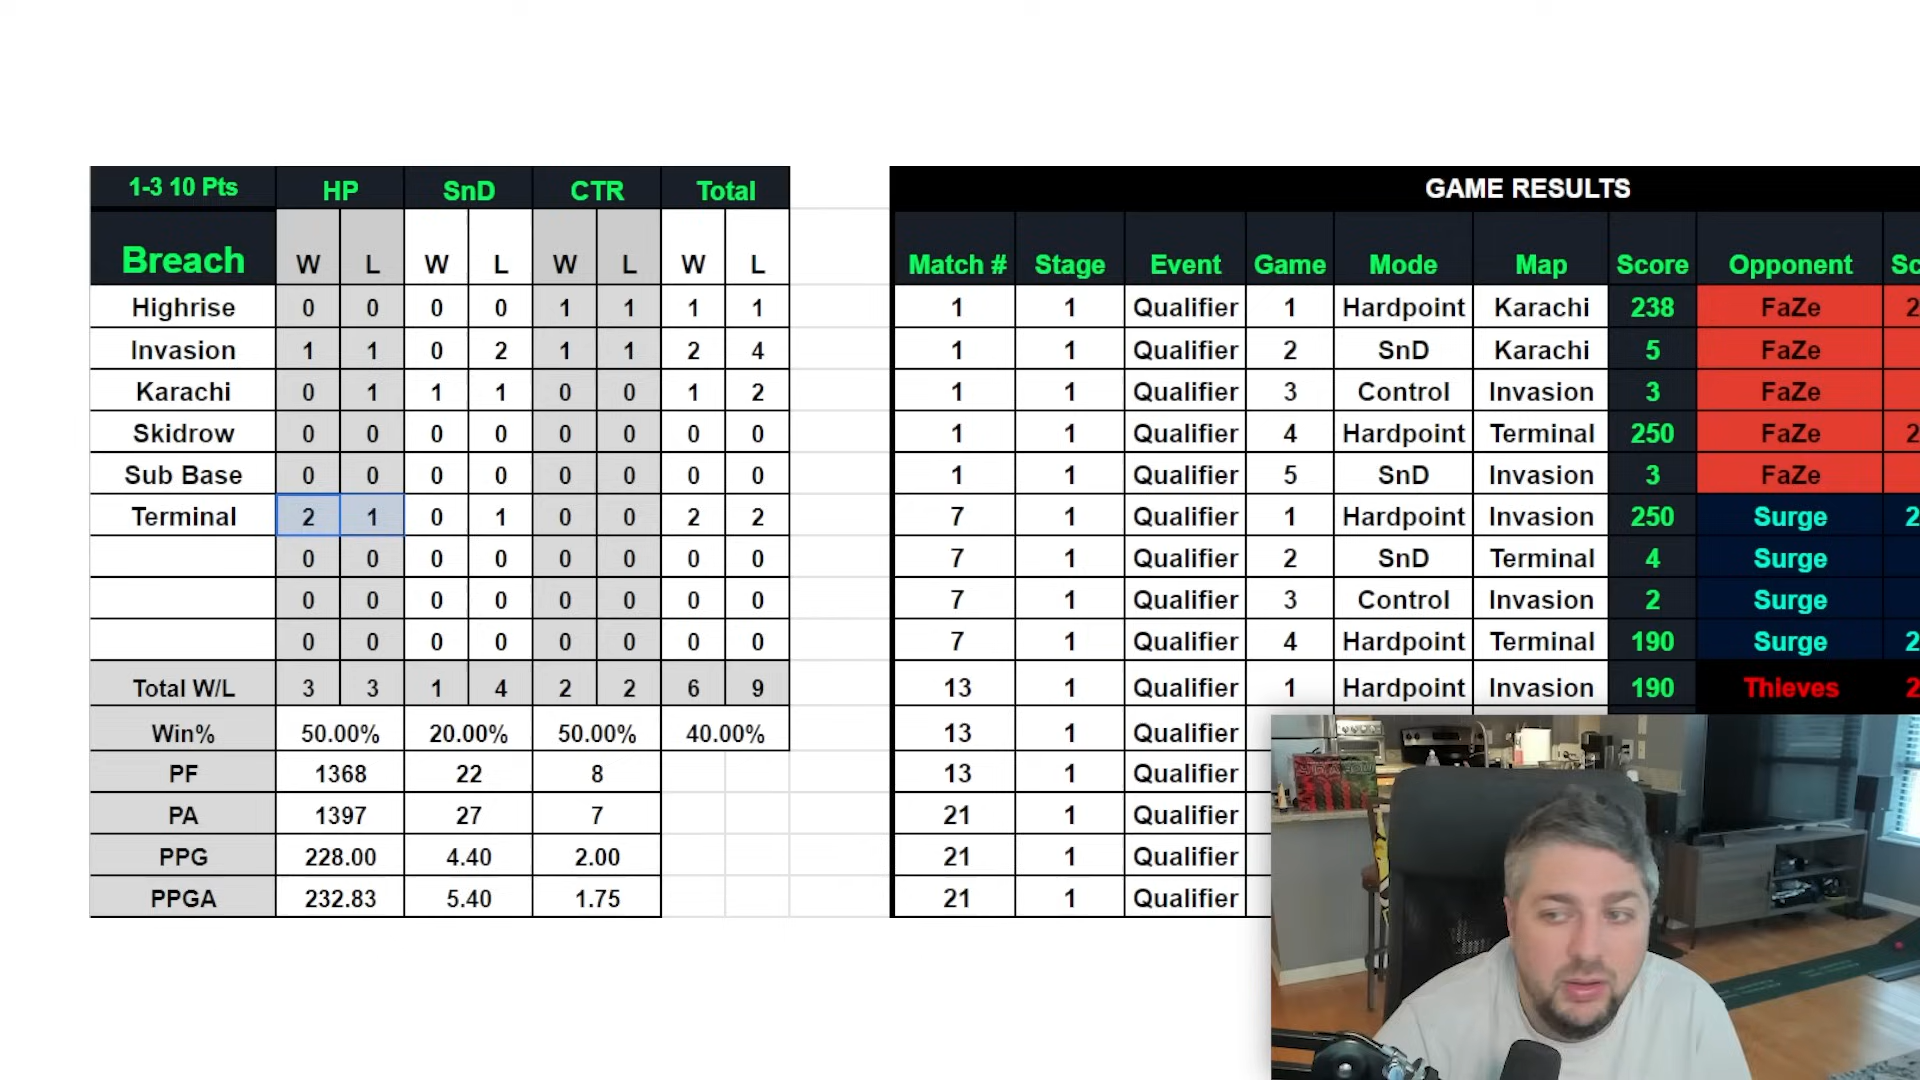 1-3 10 Pts HP SnD CTR Total
Breach W L W L W L W L
Highrise 0 0 0 0 1 1 1 1
Invasion 1 1 0 2 1 1 2 4
Karachi 0 1 1 1 0 0 1 2
Skidrow 0 0 0 0 0 0 0 0
Sub Base 0 0 0 0 0 0 0 0
Terminal 2 1 0 1 0 0 2 2
0 0 0 0 0 0 0 0
0 0 0 0 0 0 0 0
0 0 0 0 0 0 0 0
Total W/L 3 3 1 4 2 2 6 9
Win% 50.00% 20.00% 50.00% 40.00%
PF 1368 22 8
PA 1397 27 7
PPG 228.00 4.40 2.00
PPGA 232.83 5.40 1.75
GAME RESULTS
Match # Stage Event Game Mode Map Score Opponent Sc
1 1 Qualifier 1 Hardpoint Karachi 238 FaZe 2
1 1 Qualifier 2 SnD Karachi 5 FaZe
1 1 Qualifier 3 Control Invasion 3 FaZe
1 1 Qualifier 4 Hardpoint Terminal 250 FaZe 2
1 1 Qualifier 5 SnD Invasion 3 FaZe
7 1 Qualifier 1 Hardpoint Invasion 250 Surge 2
7 1 Qualifier 2 SnD Terminal 4 Surge
7 1 Qualifier 3 Control Invasion 2 Surge
7 1 Qualifier 4 Hardpoint Terminal 190 Surge 2
13 1 Qualifier 1 Hardpoint Invasion 190 Thieves 2
13 1 Qualifier
13 1 Qualifier
21 1 Qualifier
21 1 Qualifier
21 1 Qualifier